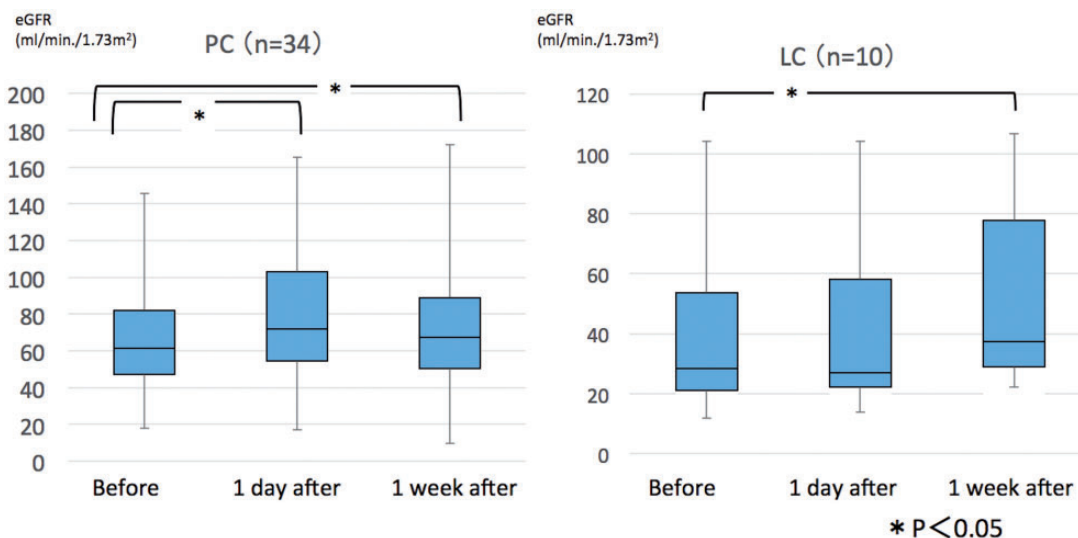 eGFR
(ml/min./1.73m²)
PC（n=34）
*
*
200
180
160
140
120
100
80
60
40
20
0
Before 1 day after 1 week after
eGFR
(ml/min./1.73m²)
LC（n=10）
*
120
100
80
60
40
20
0
Before 1 day after 1 week after
* P＜0.05